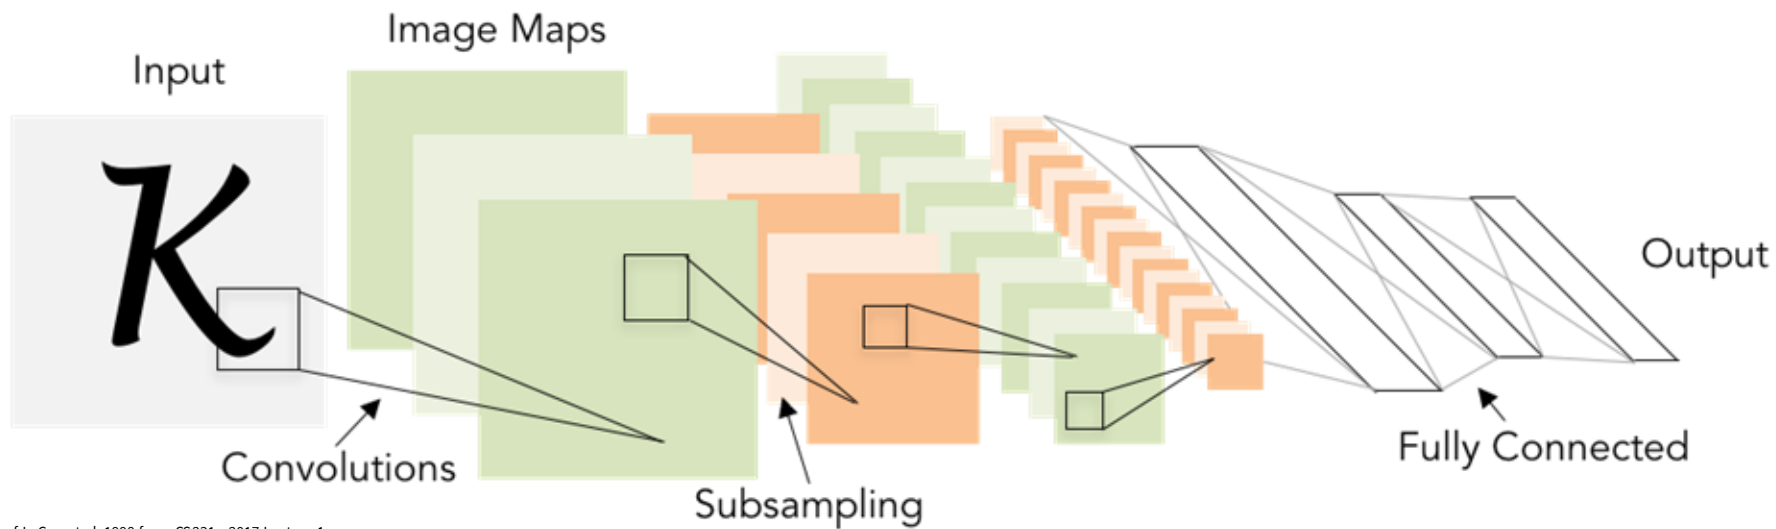 Image Maps
Input
K
Output
Convolutions
Fully Connected
Subsampling